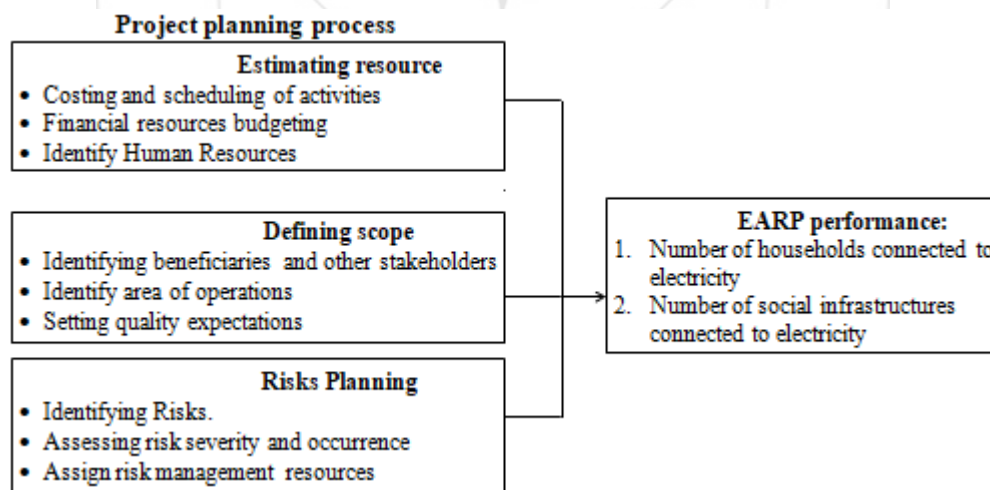 Project planning process
Estimating resource
• Costing and scheduling of activities
• Financial resources budgeting
• Identify Human Resources
Defining scope
• Identifying beneficiaries and other stakeholders
• Identify area of operations
• Setting quality expectations
Risks Planning
• Identifying Risks.
• Assessing risk severity and occurrence
• Assign risk management resources
EARP performance:
1. Number of households connected to
electricity
2. Number of social infrastructures
connected to electricity